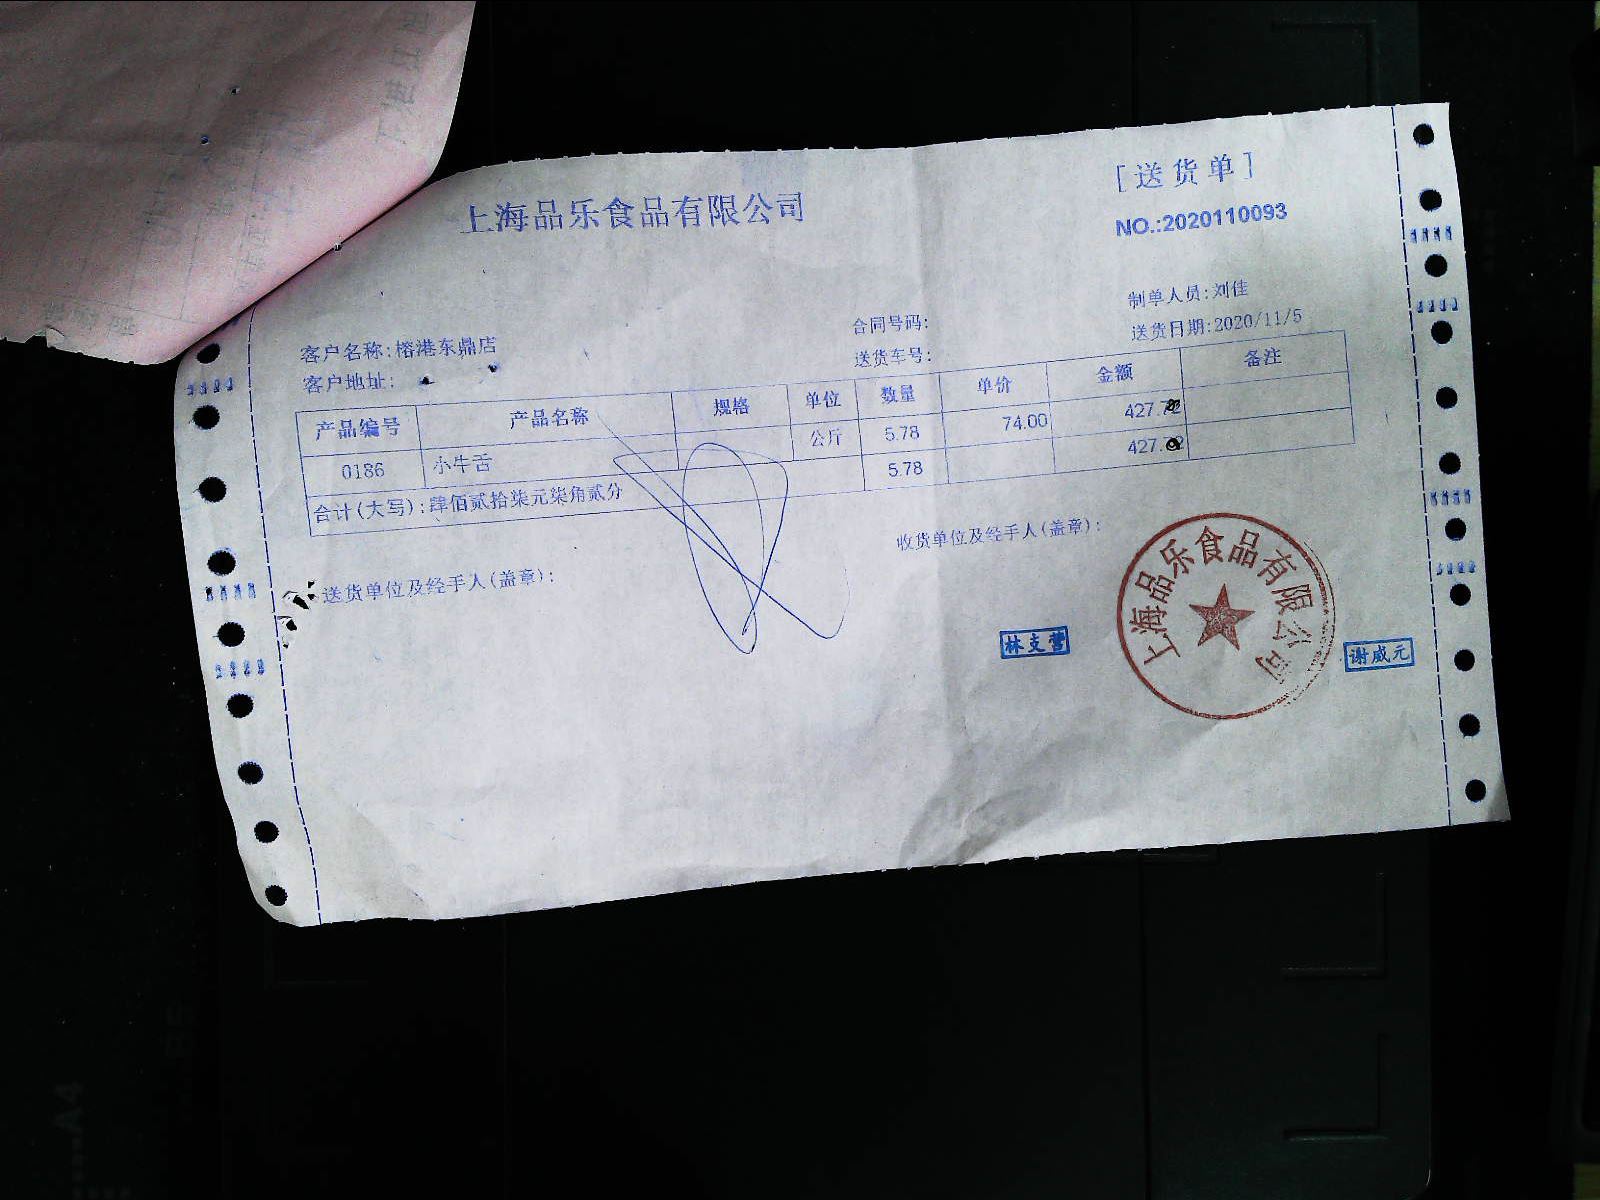 上海品乐食品有限公司
[送货单]
NO.:2020110093
制单人员:刘佳
合同号码:
送货日期:2020/11/5
客户名称:榕港东鼎店
送货车号:
客户地址:
产品编号 产品名称 规格 单位 数量 单价 金额 备注
0186 小牛舌 公斤 5.78 74.00 427.72
合计(大写):肆佰贰拾柒元柒角贰分 5.78 427.72
收货单位及经手人(盖章):
送货单位及经手人(盖章):
上海品乐食品有限公司
林支营
谢威元
A4